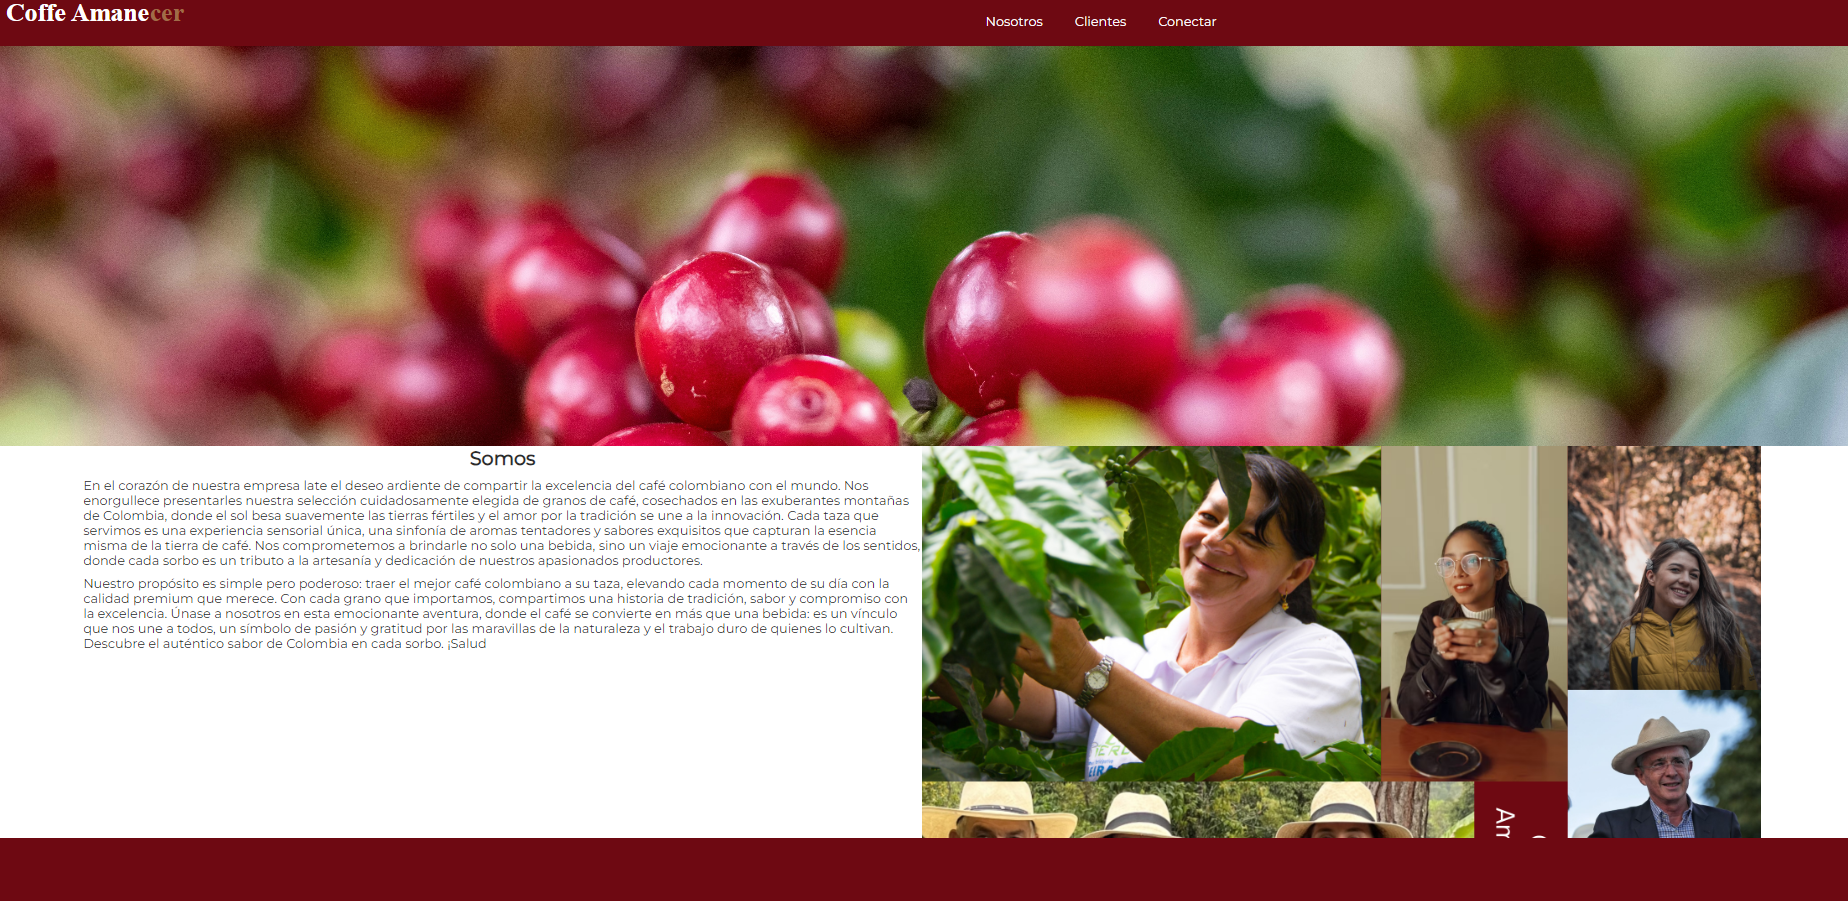 Coffe Amanecer
Nosotros Clientes Conectar
Somos
En el corazón de nuestra empresa late el deseo ardiente de compartir la excelencia del café colombiano con el mundo. Nos
enorgullece presentarles nuestra selección cuidadosamente elegida de granos de café, cosechados en las exuberantes montañas
de Colombia, donde el sol besa suavemente las tierras fértiles y el amor por la tradición se une a la innovación. Cada taza que
servimos es una experiencia sensorial única, una sinfonía de aromas tentadores y sabores exquisitos que capturan la esencia
misma de la tierra de café. Nos comprometemos a brindarle no solo una bebida, sino un viaje emocionante a través de los sentidos,
donde cada sorbo es un tributo a la artesanía y dedicación de nuestros apasionados productores.
Nuestro propósito es simple pero poderoso: traer el mejor café colombiano a su taza, elevando cada momento de su día con la
calidad premium que merece. Con cada grano que importamos, compartimos una historia de tradición, sabor y compromiso con
la excelencia. Únase a nosotros en esta emocionante aventura, donde el café se convierte en más que una bebida: es un vínculo
que nos une a todos, un símbolo de pasión y gratitud por las maravillas de la naturaleza y el trabajo duro de quienes lo cultivan.
Descubre el auténtico sabor de Colombia en cada sorbo. ¡Salud
Am